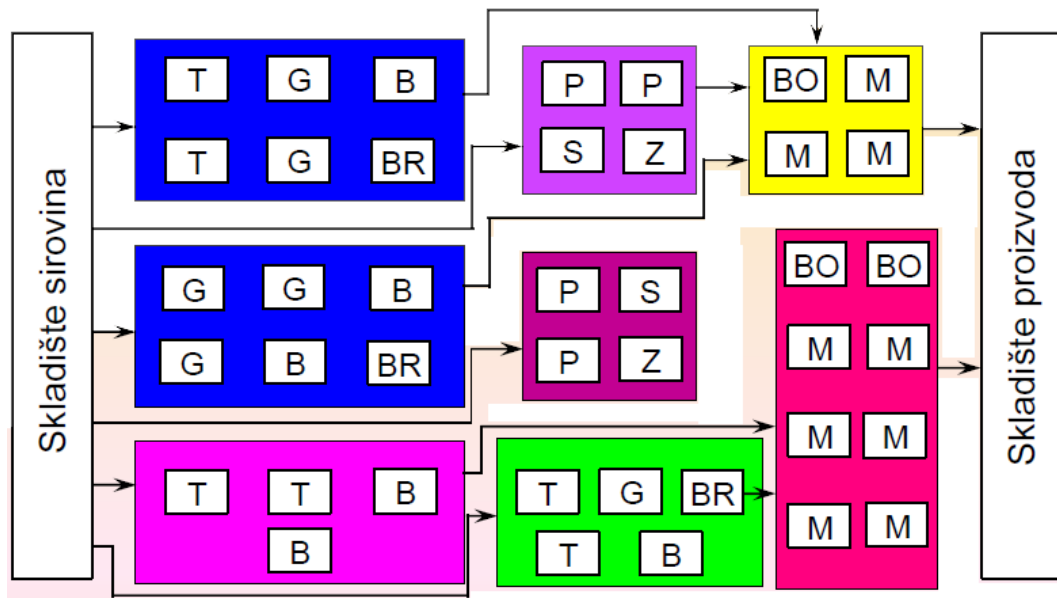 Skladište sirovina
T G B
T G BR
P P
S Z
BO M
M M
G G B
G B BR
P S
P Z
BO BO
M M
M M
M M
T T B
B
T G BR
T B
Skladište proizvoda